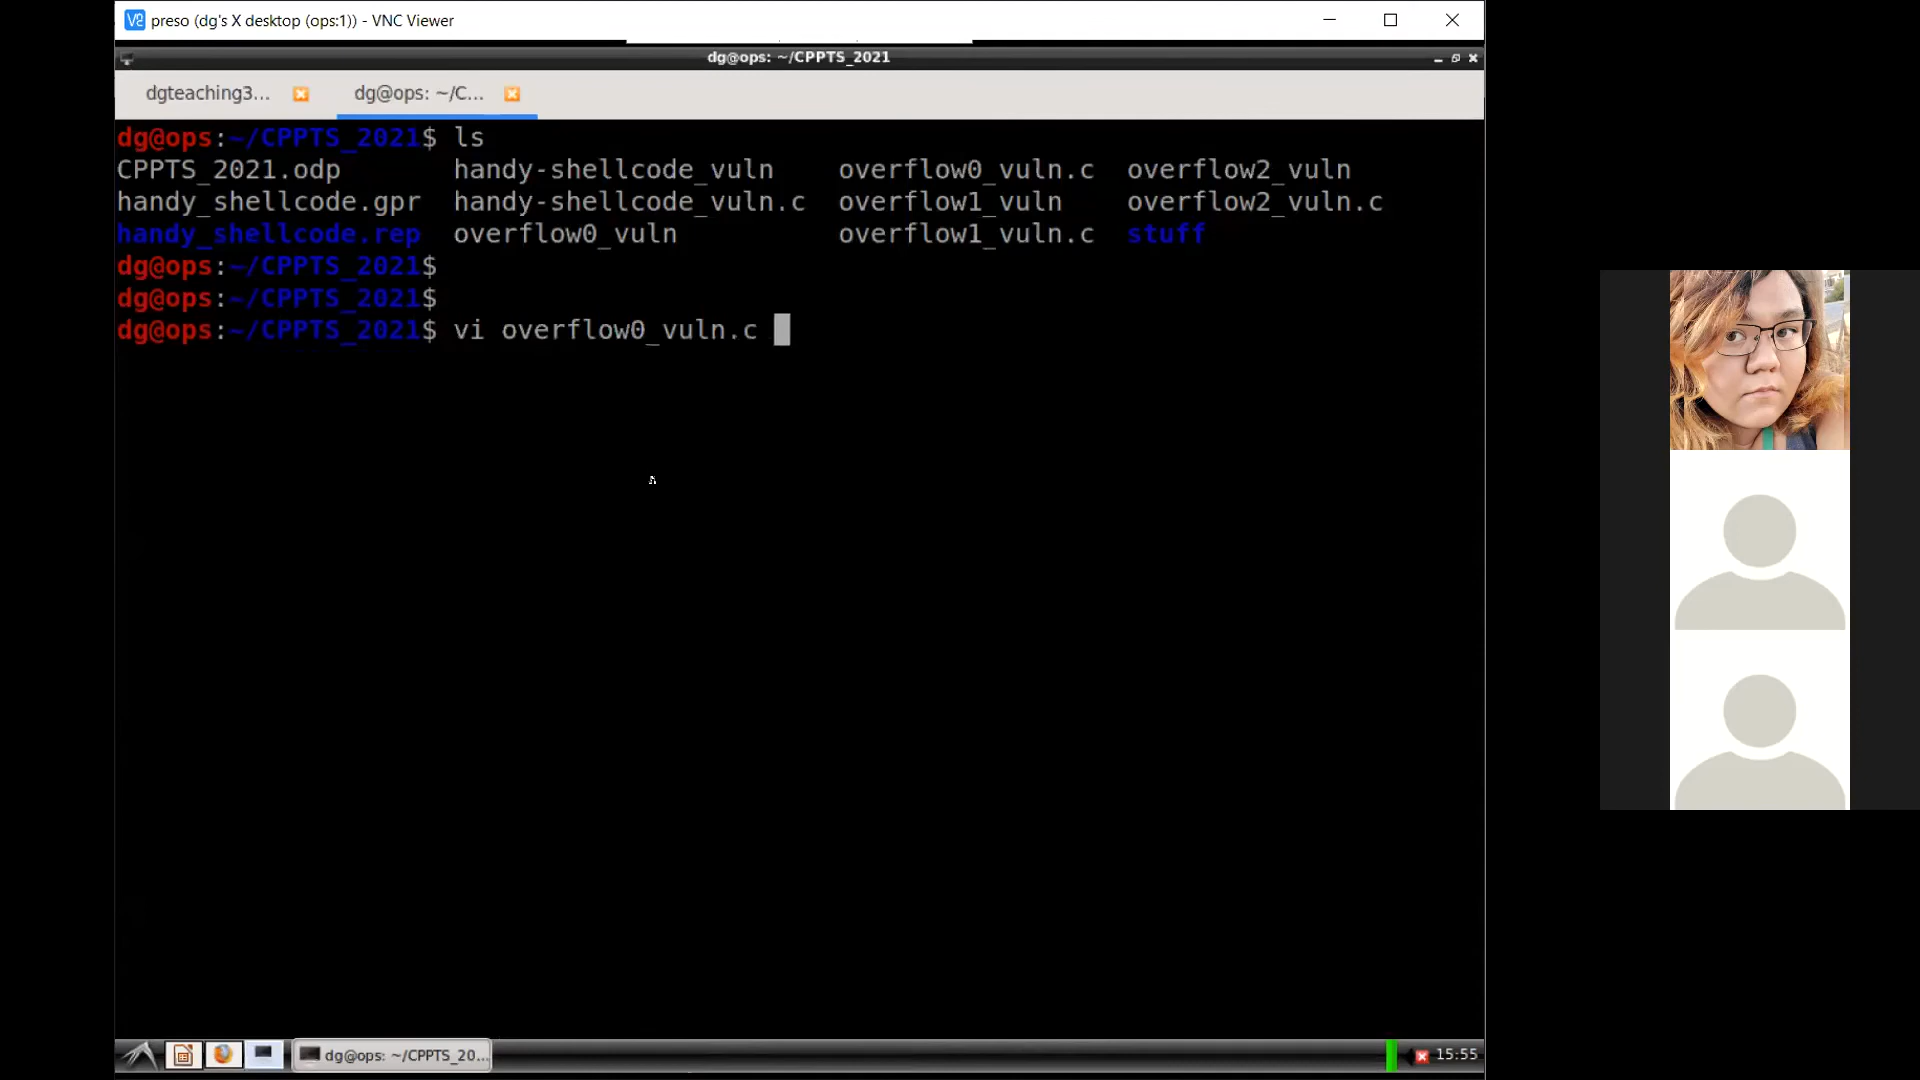 VS preso (dg's X desktop (ops:1)) - VNC Viewer
dg@ops: ~/CPPTS_2021
dgteaching3... dg@ops: ~/C...
dg@ops:~/CPPTS_2021$ ls
CPPTS_2021.odp handy-shellcode_vuln overflow0_vuln.c overflow2_vuln
handy_shellcode.gpr handy-shellcode_vuln.c overflow1_vuln overflow2_vuln.c
handy_shellcode.rep overflow0_vuln overflow1_vuln.c stuff
dg@ops:~/CPPTS_2021$
dg@ops:~/CPPTS_2021$
dg@ops:~/CPPTS_2021$ vi overflow0_vuln.c
dg@ops: ~/CPPTS_20... 15:55